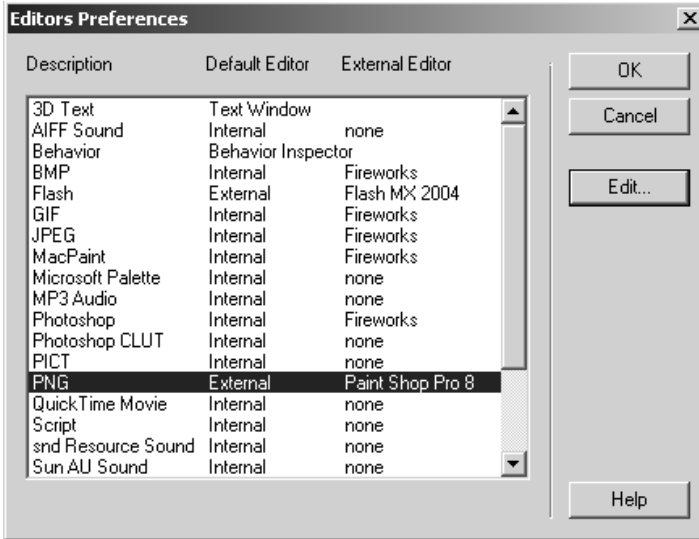 Editors Preferences
Description Default Editor External Editor
3D Text Text Window
AIFF Sound Internal none
Behavior Behavior Inspector
BMP Internal Fireworks
Flash External Flash MX 2004
GIF Internal Fireworks
JPEG Internal Fireworks
MacPaint Internal Fireworks
Microsoft Palette Internal none
MP3 Audio Internal none
Photoshop Internal Fireworks
Photoshop CLUT Internal none
PICT Internal none
PNG External Paint Shop Pro 8
QuickTime Movie Internal none
Script Internal none
snd Resource Sound Internal none
Sun AU Sound Internal none
OK
Cancel
Edit...
Help